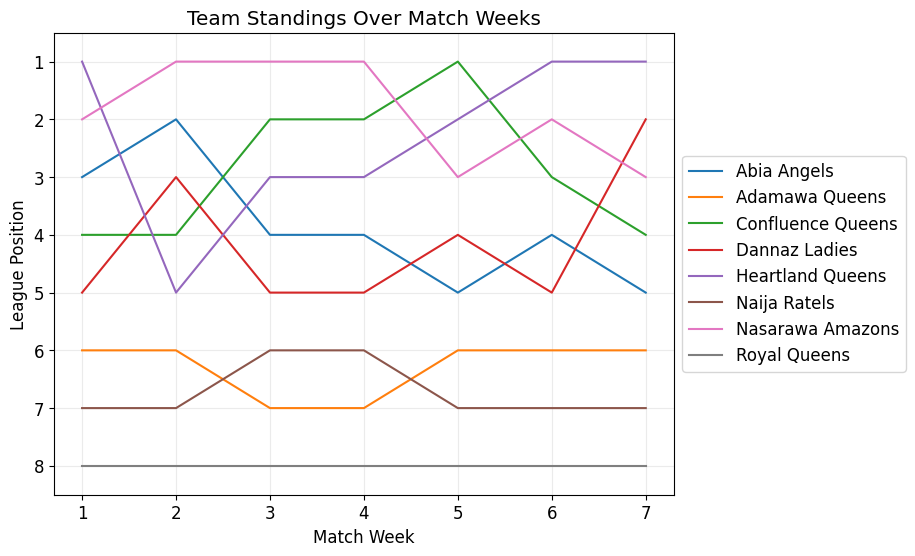 Team Standings Over Match Weeks
League Position
1
2
3
4
5
6
7
8
1 2 3 4 5 6 7
Match Week
Abia Angels
Adamawa Queens
Confluence Queens
Dannaz Ladies
Heartland Queens
Naija Ratels
Nasarawa Amazons
Royal Queens